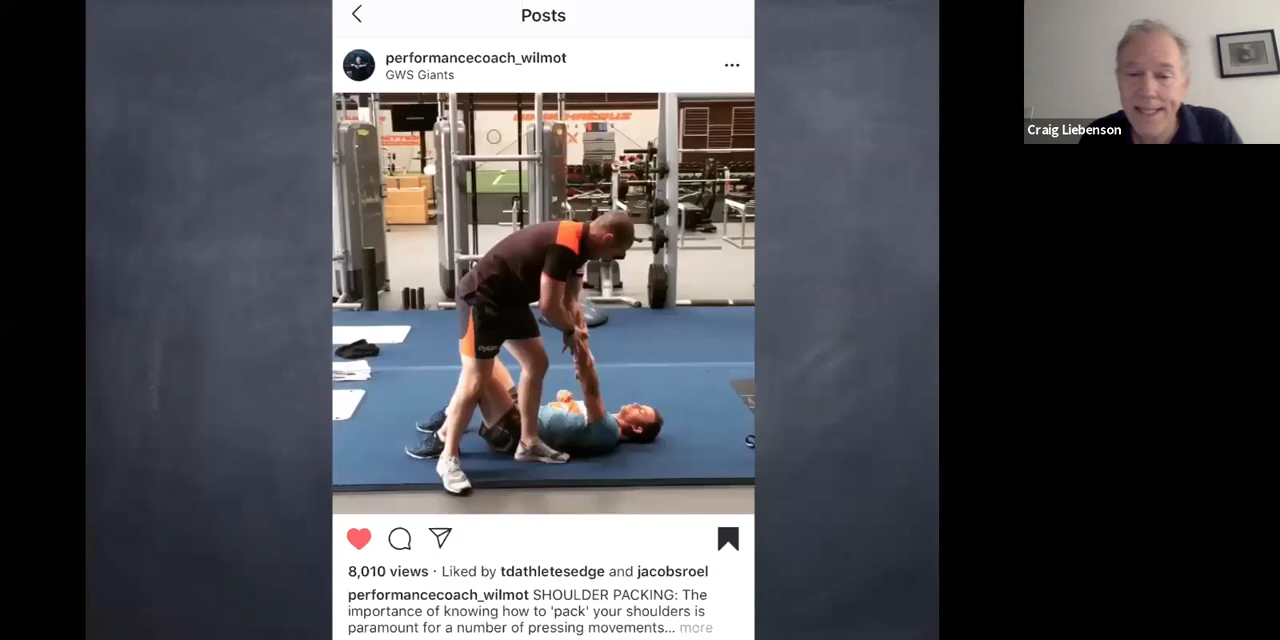 Posts
performancecoach_wilmot
GWS Giants
Craig Liebenson
8,010 views · Liked by tdathletesedge and jacobsroel
performancecoach_wilmot SHOULDER PACKING: The
importance of knowing how to 'pack' your shoulders is
paramount for a number of pressing movements... more